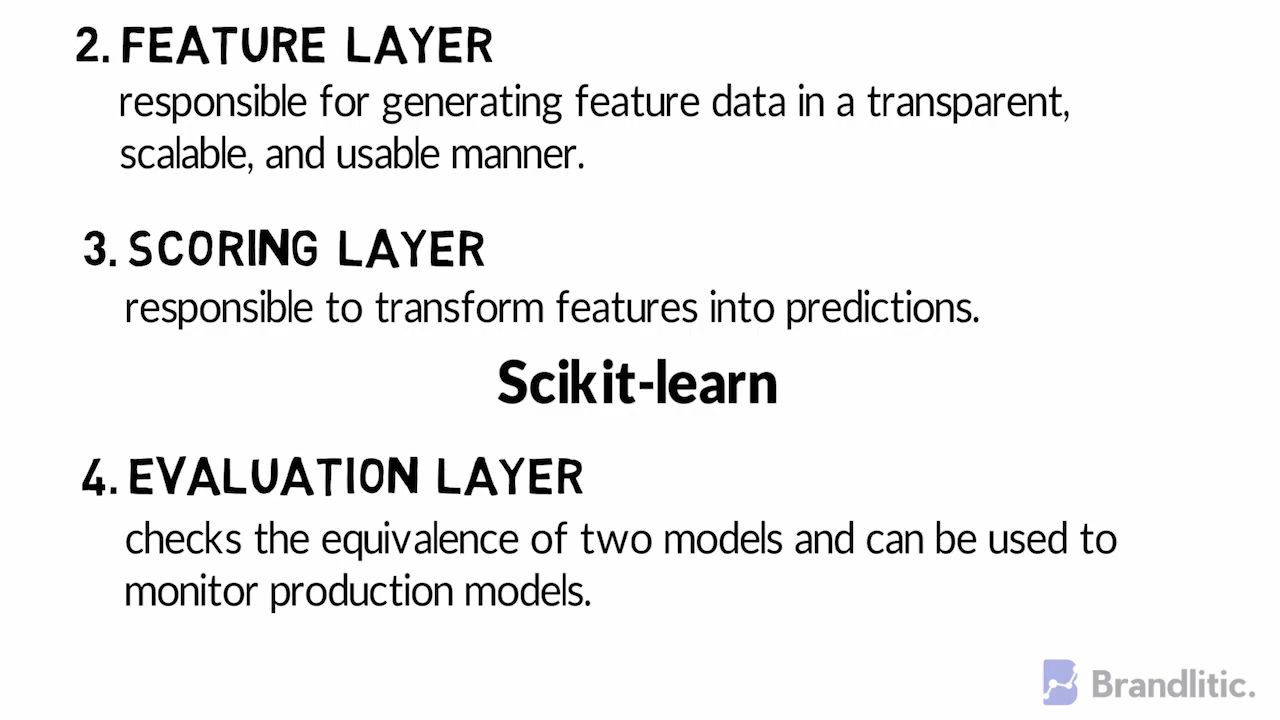 2. FEATURE LAYER
responsible for generating feature data in a transparent,
scalable, and usable manner.
3. SCORING LAYER
responsible to transform features into predictions.
Scikit-learn
4. EVALUATION LAYER
checks the equivalence of two models and can be used to
monitor production models.
Brandlitic.